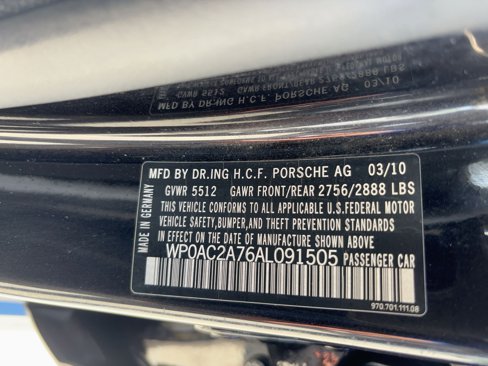 MFD BY DR.ING H.C.F. PORSCHE AG 03/10
GVWR 5512 GAWR FRONT/REAR 2756/2888 LBS
THIS VEHICLE CONFORMS TO ALL APPLICABLE U.S.FEDERAL MOTOR
VEHICLE SAFETY,BUMPER,AND THEFT PREVENTION STANDARDS
IN EFFECT ON THE DATE OF MANUFACTURE SHOWN ABOVE
WP0AC2A76AL091505 PASSENGER CAR
MADE IN GERMANY
970.701.111.08